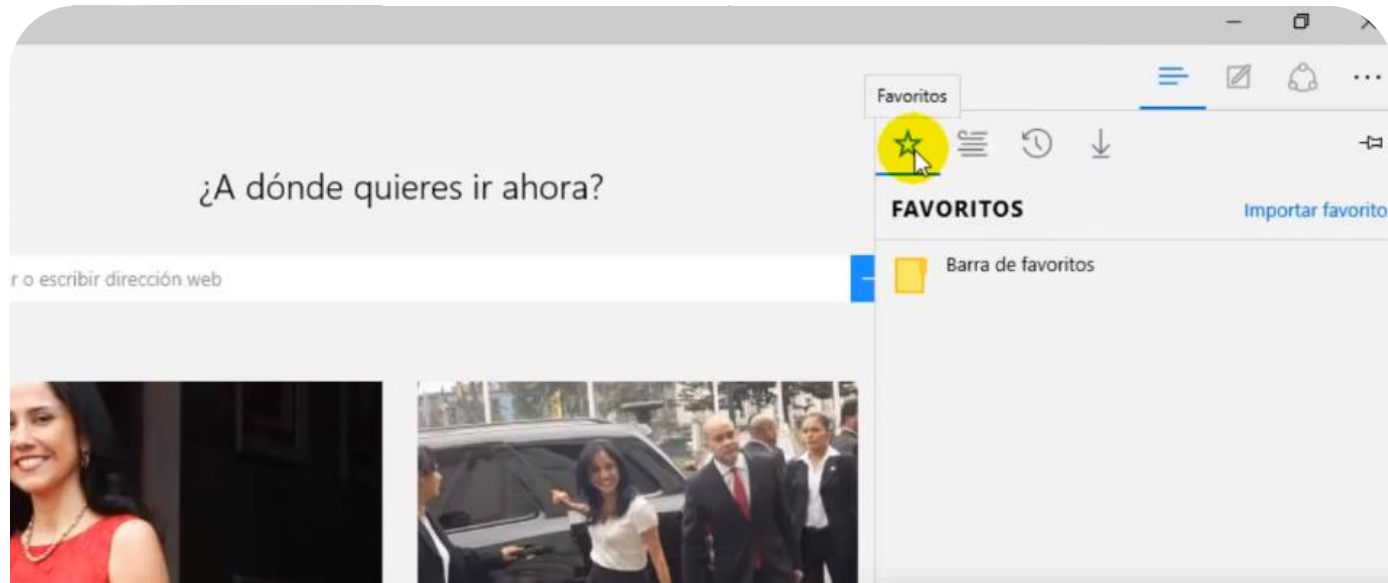 Favoritos
¿A dónde quieres ir ahora?
FAVORITOS
Importar favorito
r o escribir dirección web
Barra de favoritos